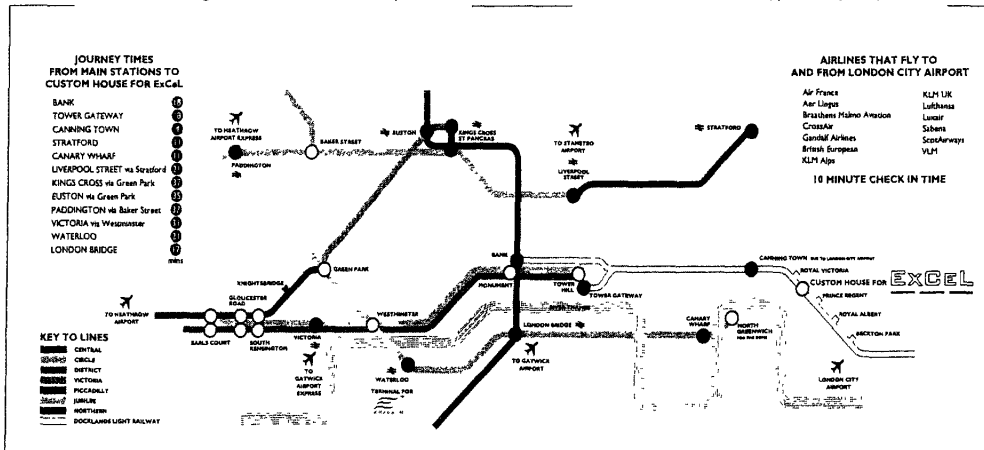 JOURNEY TIMES
FROM MAIN STATIONS TO
CUSTOM HOUSE FOR ExCeL
BANK
TOWER GATEWAY
CANNING TOWN
STRATFORD
CANARY WHARF
LIVERPOOL STREET via Stratford
KINGS CROSS via Green Park
EUSTON via Green Park
PADDINGTON via Baker Street
VICTORIA via Westminster
WATERLOO
LONDON BRIDGE
mins
AIRLINES THAT FLY TO
AND FROM LONDON CITY AIRPORT
Air France
Aer Lingus
Braathens Malmo Aviation
CrossAir
Gandalf Airlines
British European
KLM Alps
KLM UK
Lufthansa
Luxair
Sabena
ScotAirways
VLM
10 MINUTE CHECK IN TIME
TO HEATHROW
AIRPORT EXPRESS
PADDINGTON
BAKER STREET
EUSTON
KINGS CROSS
ST PANCRAS
TO STANSTED
AIRPORT
LIVERPOOL
STREET
STRATFORD
GREEN PARK
KNIGHTSBRIDGE
GLOUCESTER
ROAD
TO HEATHROW
AIRPORT
EARLS COURT
SOUTH
KENSINGTON
VICTORIA
TO
GATWICK
AIRPORT
EXPRESS
WESTMINSTER
WATERLOO
TERMINAL FOR
BANK
MONUMENT
TOWER
HILL
TOWER GATEWAY
LONDON BRIDGE
TO GATWICK
AIRPORT
CANARY
WHARF
NORTH
GREENWICH
CANNING TOWN
ROYAL VICTORIA
CUSTOM HOUSE FOR EXCEL
PRINCE REGENT
ROYAL ALBERT
BECKTON PARK
LONDON CITY
AIRPORT
KEY TO LINES
CENTRAL
CIRCLE
DISTRICT
VICTORIA
PICCADILLY
JUBILEE
NORTHERN
DOCKLANDS LIGHT RAILWAY